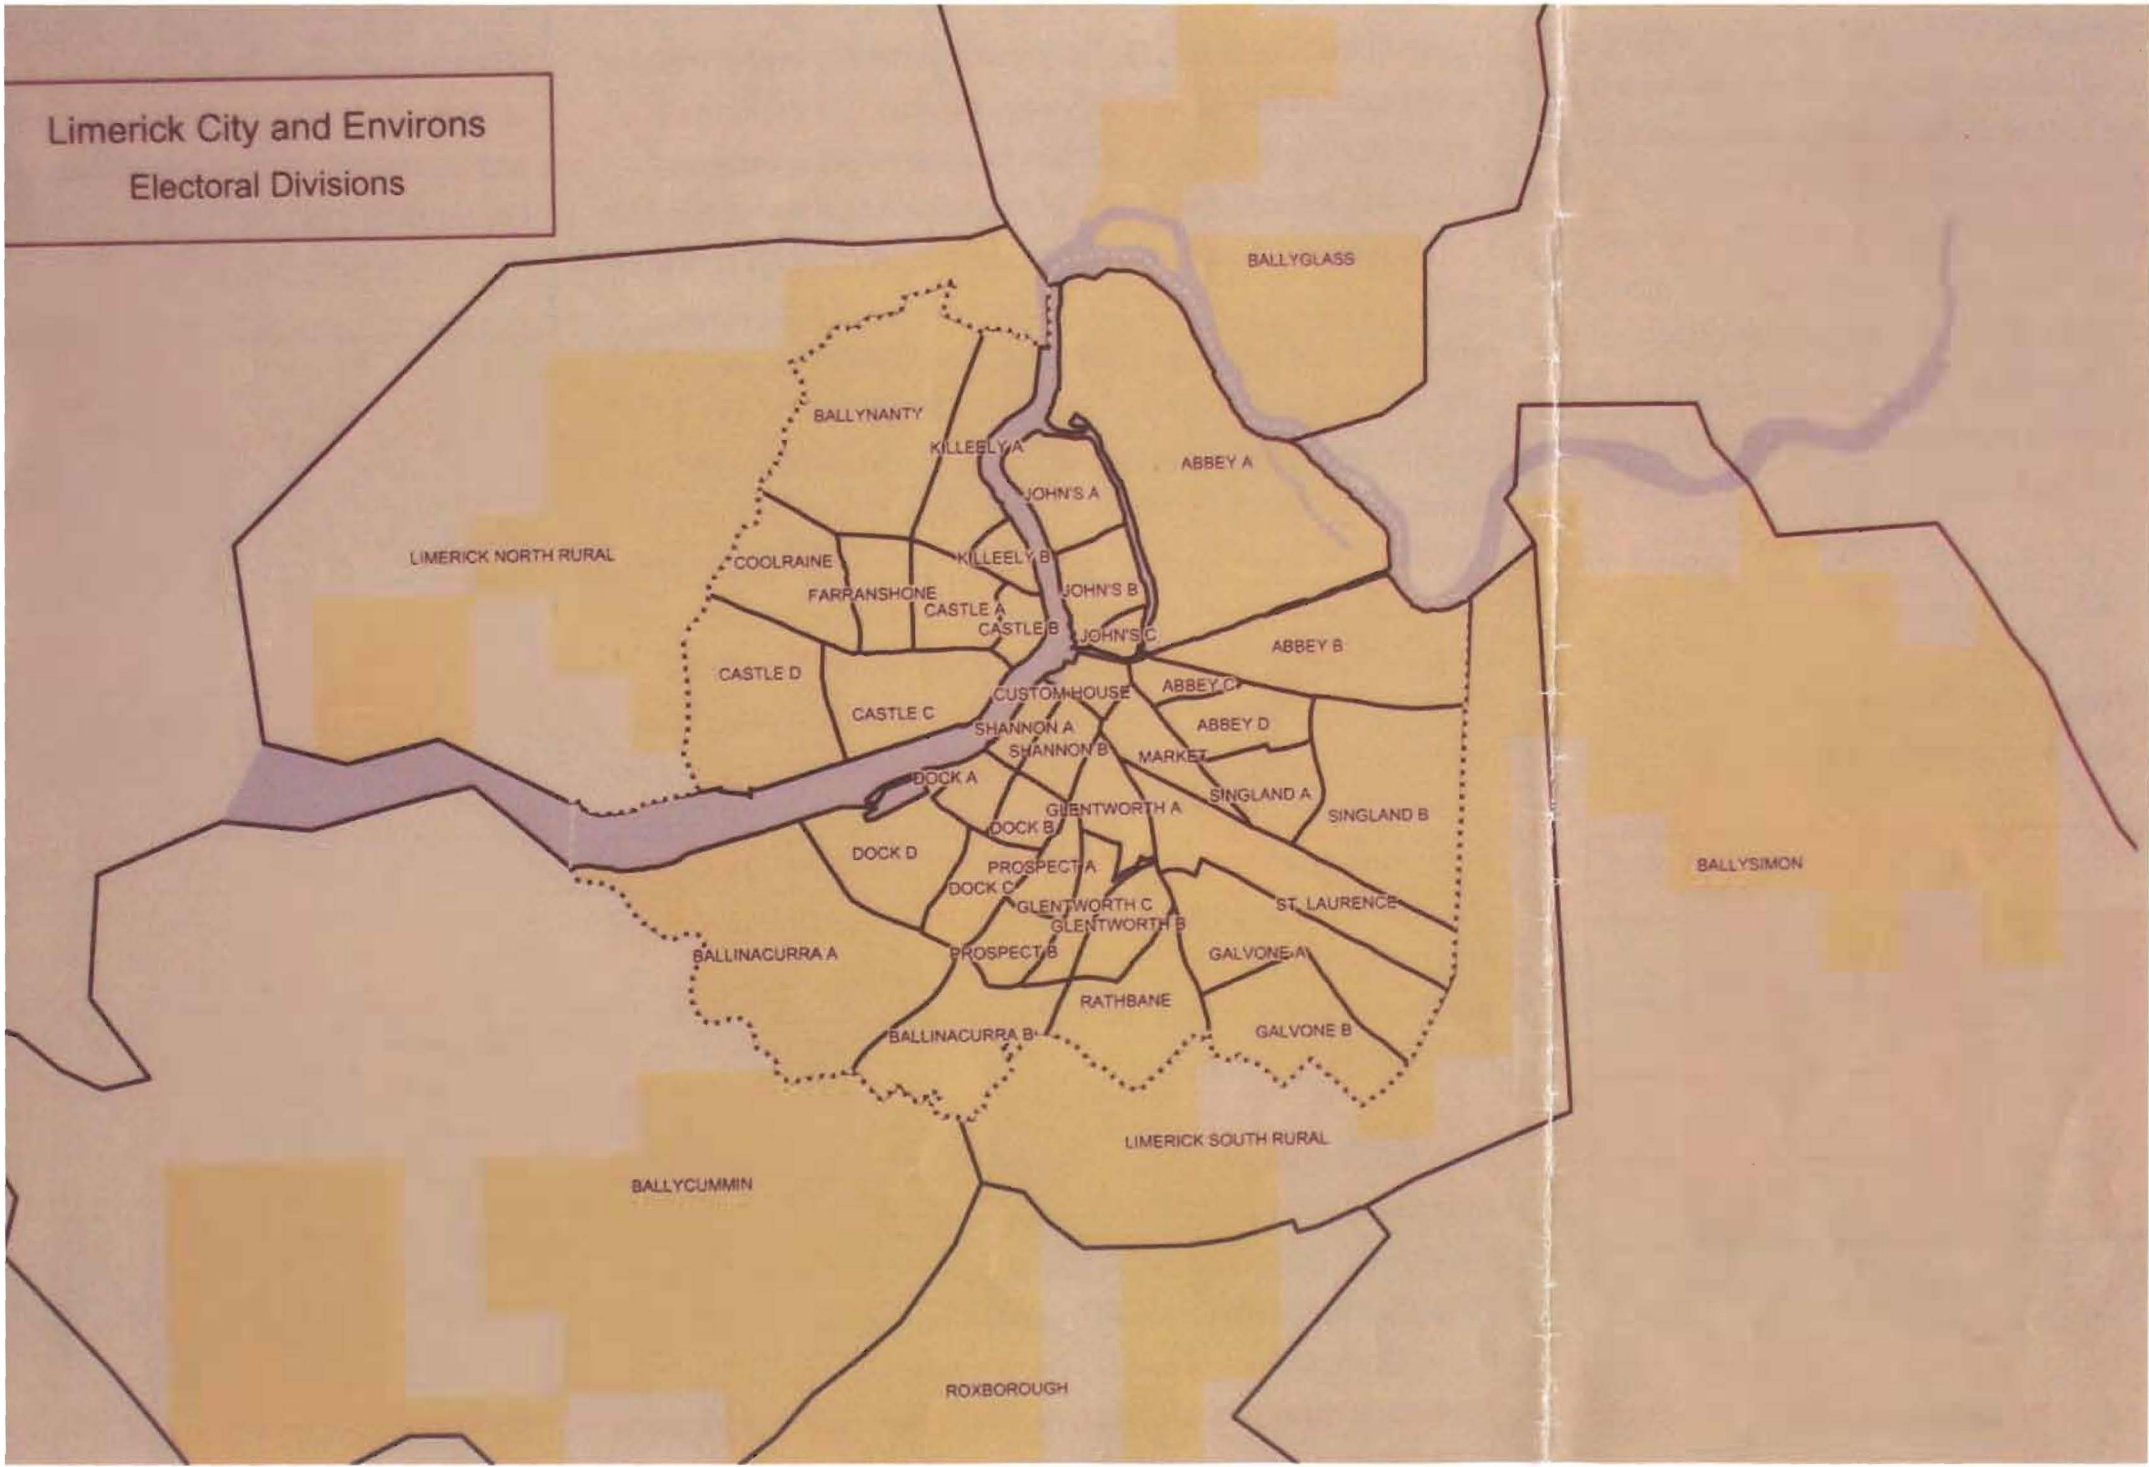 Limerick City and Environs
Electoral Divisions
BALLYGLASS
BALLYNANTY
KILLEELY A
ABBEY A
JOHN'S A
LIMERICK NORTH RURAL
COOLRAINE
KILLEELY B
FARRANSHONE
JOHN'S B
CASTLE A
CASTLE B
JOHN'S C
ABBEY B
CASTLE D
CUSTOM HOUSE
ABBEY C
CASTLE C
SHANNON A
ABBEY D
SHANNON B
MARKET
DOCK A
SINGLAND A
GLENTWORTH A
SINGLAND B
DOCK B
DOCK D
PROSPECT A
BALLYSIMON
DOCK C
GLENTWORTH C
ST. LAURENCE
GLENTWORTH B
BALLINACURRA A
PROSPECT B
GALVONE A
RATHBANE
BALLINACURRA B
GALVONE B
LIMERICK SOUTH RURAL
BALLYCUMMIN
ROXBOROUGH